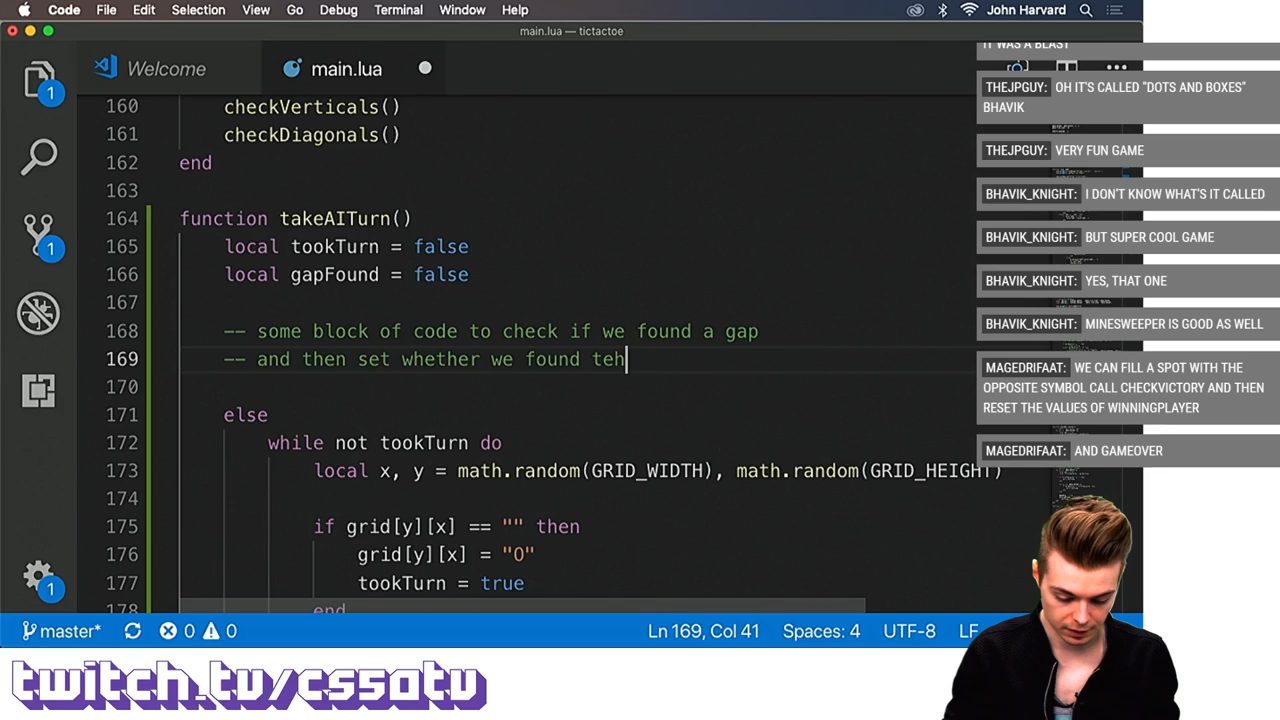 Code File Edit Selection View Go Debug Terminal Window Help John Harvard
main.lua — tictactoe
Welcome main.lua
160 checkVerticals()
161 checkDiagonals()
162 end
163
164 function takeAITurn()
165 local tookTurn = false
166 local gapFound = false
167
168 -- some block of code to check if we found a gap
169 -- and then set whether we found teh
170
171 else
172 while not tookTurn do
173 local x, y = math.random(GRID_WIDTH), math.random(GRID_HEIGHT)
174
175 if grid[y][x] == "" then
176 grid[y][x] = "O"
177 tookTurn = true
178 end
1
1
1
master* 0 0 Ln 169, Col 41 Spaces: 4 UTF-8 LF
IT WAS A BLAST
THEJPGUY: OH IT'S CALLED "DOTS AND BOXES"
BHAVIK
THEJPGUY: VERY FUN GAME
BHAVIK_KNIGHT: I DON'T KNOW WHAT'S IT CALLED
BHAVIK_KNIGHT: BUT SUPER COOL GAME
BHAVIK_KNIGHT: YES, THAT ONE
BHAVIK_KNIGHT: MINESWEEPER IS GOOD AS WELL
MAGEDRIFAAT: WE CAN FILL A SPOT WITH THE
OPPOSITE SYMBOL CALL CHECKVICTORY AND THEN
RESET THE VALUES OF WINNINGPLAYER
MAGEDRIFAAT: AND GAMEOVER
twitch.tv/cs50tv